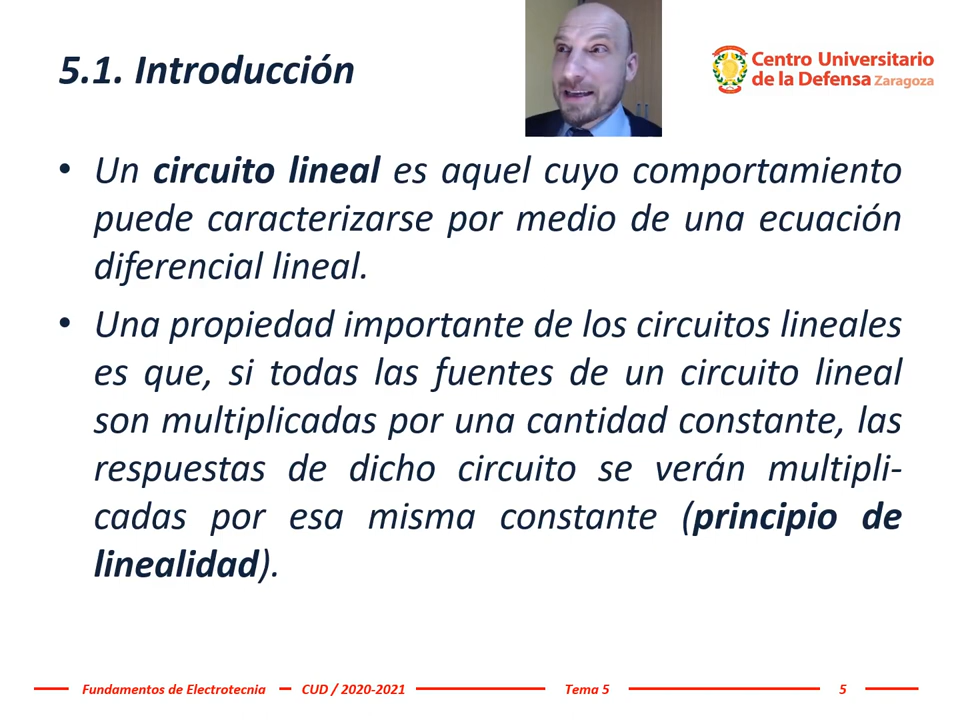 5.1. Introducción
Centro Universitario
de la Defensa Zaragoza
• Un circuito lineal es aquel cuyo comportamiento
puede caracterizarse por medio de una ecuación
diferencial lineal.
• Una propiedad importante de los circuitos lineales
es que, si todas las fuentes de un circuito lineal
son multiplicadas por una cantidad constante, las
respuestas de dicho circuito se verán multipli-
cadas por esa misma constante (principio de
linealidad).
Fundamentos de Electrotecnia CUD / 2020-2021 Tema 5 5